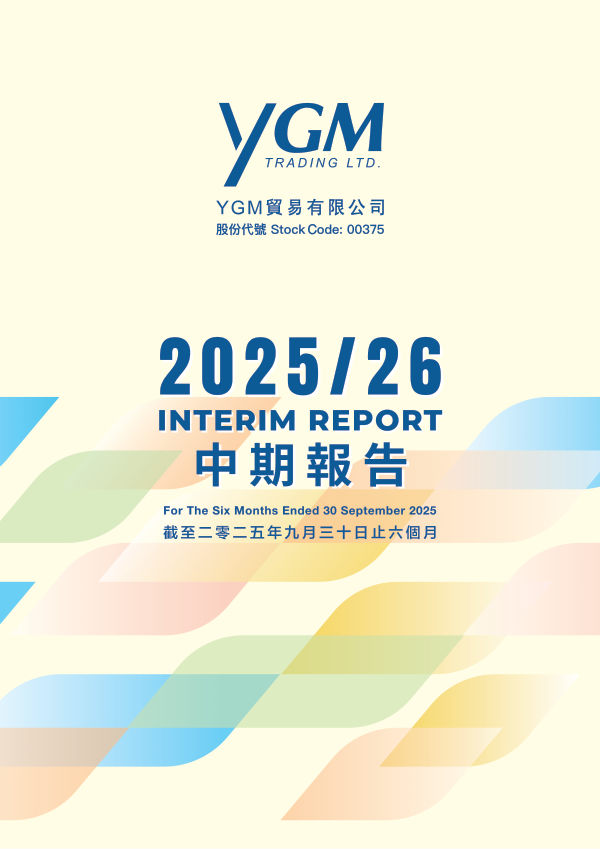 YGM
TRADING LTD.
YGM貿易有限公司
股份代號 Stock Code: 00375
2025/26
INTERIM REPORT
中期報告
For The Six Months Ended 30 September 2025
截至二零二五年九月三十日止六個月